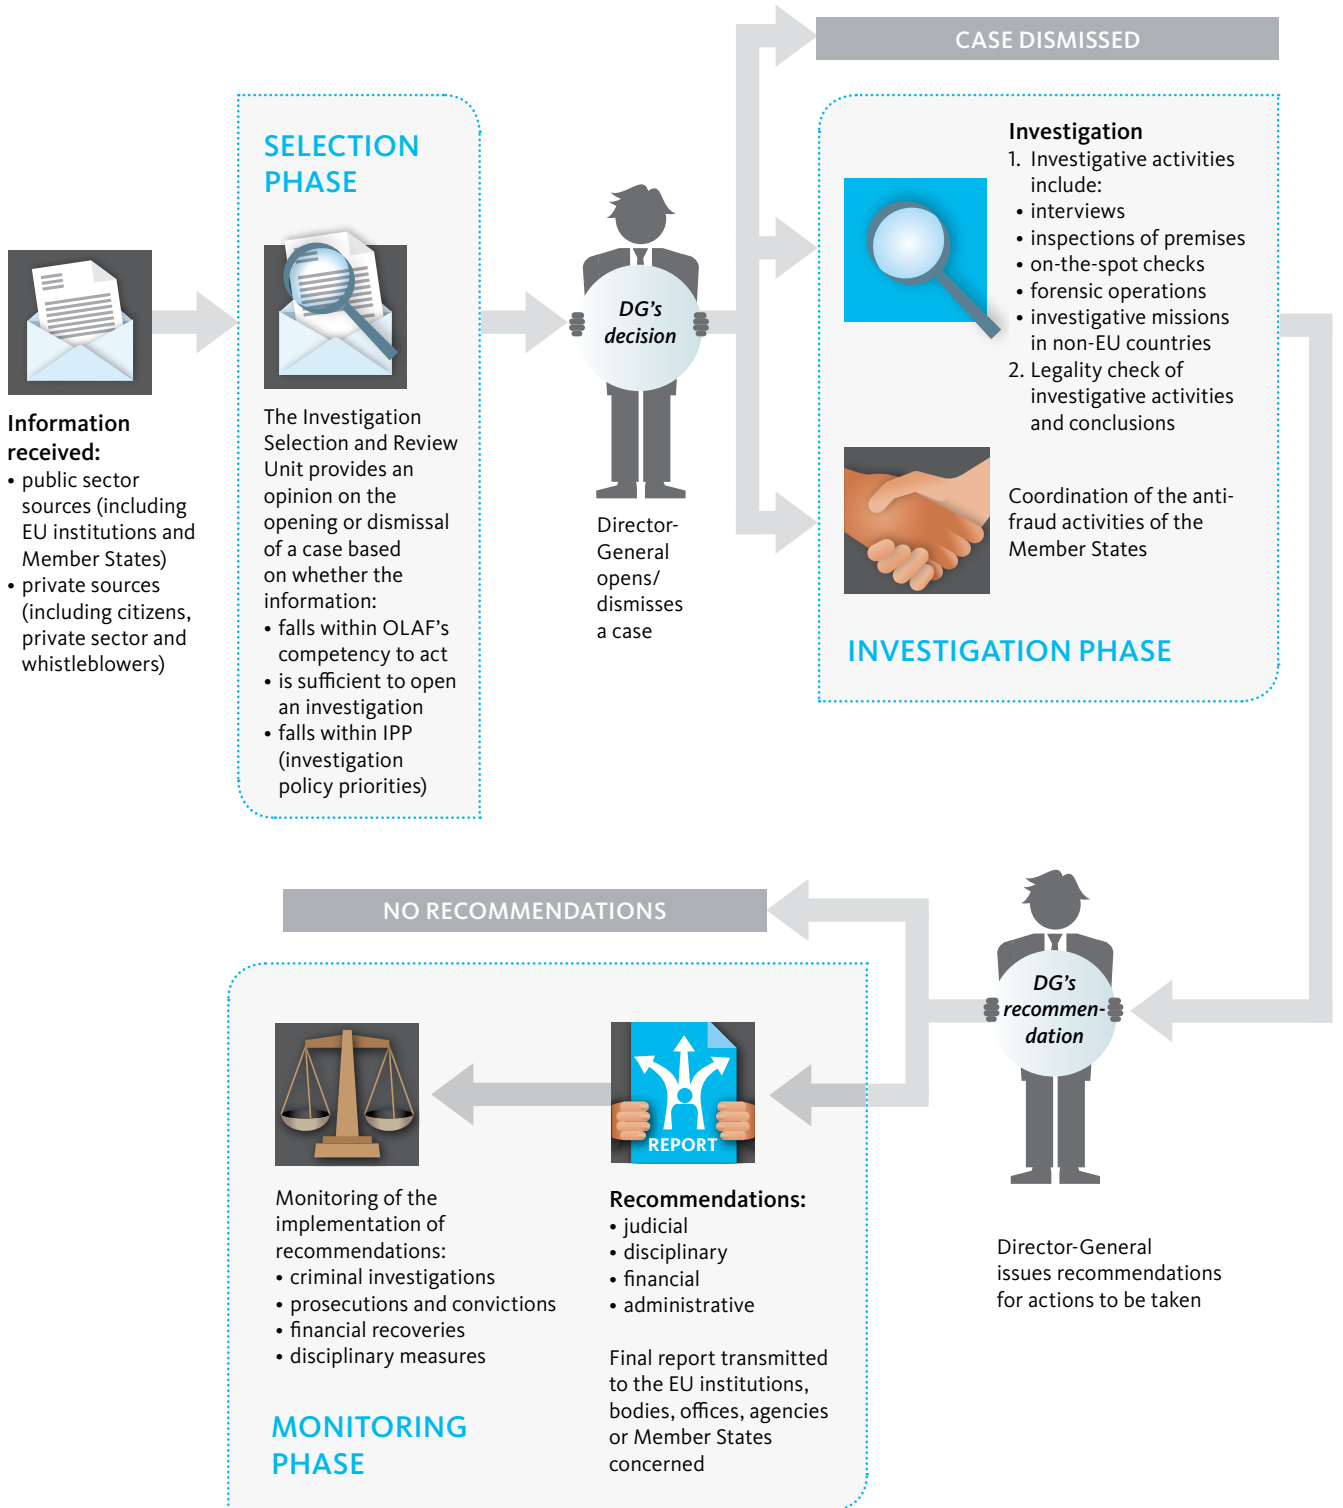 Information
received:
• public sector
sources (including
EU institutions and
Member States)
• private sources
(including citizens,
private sector and
whistleblowers)
SELECTION
PHASE
The Investigation
Selection and Review
Unit provides an
opinion on the
opening or dismissal
of a case based
on whether the
information:
• falls within OLAF's
competency to act
• is sufficient to open
an investigation
• falls within IPP
(investigation
policy priorities)
DG's
decision
Director-
General
opens/
dismisses
a case
CASE DISMISSED
Investigation
1. Investigative activities
include:
• interviews
• inspections of premises
• on-the-spot checks
• forensic operations
• investigative missions
in non-EU countries
2. Legality check of
investigative activities
and conclusions
Coordination of the anti-
fraud activities of the
Member States
INVESTIGATION PHASE
DG's
recommen-
dation
Director-General
issues recommendations
for actions to be taken
NO RECOMMENDATIONS
REPORT
Recommendations:
• judicial
• disciplinary
• financial
• administrative
Final report transmitted
to the EU institutions,
bodies, offices, agencies
or Member States
concerned
Monitoring of the
implementation of
recommendations:
• criminal investigations
• prosecutions and convictions
• financial recoveries
• disciplinary measures
MONITORING
PHASE